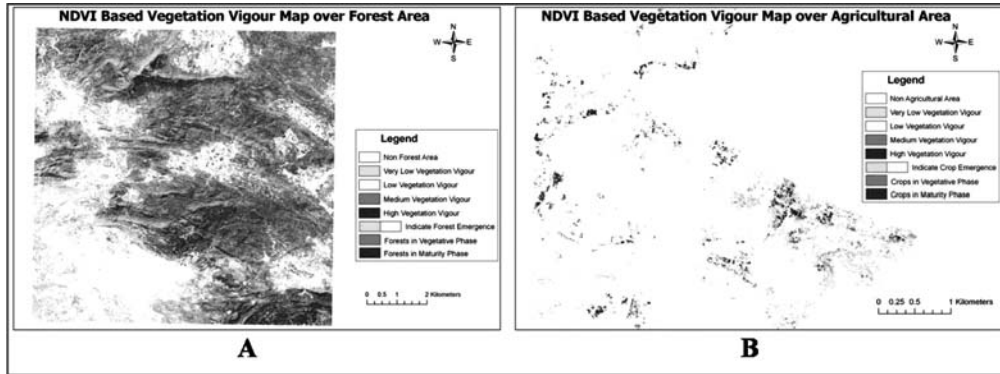 NDVI Based Vegetation Vigour Map over Forest Area
N
W E
S
Legend
Non Forest Area
Very Low Vegetation Vigour
Low Vegetation Vigour
Medium Vegetation Vigour
High Vegetation Vigour
Indicate Forest Emergence
Forests in Vegetative Phase
Forests in Maturity Phase
0 0.5 1 2 Kilometers
A
NDVI Based Vegetation Vigour Map over Agricultural Area
N
W E
S
Legend
Non Agricultural Area
Very Low Vegetation Vigour
Low Vegetation Vigour
Medium Vegetation Vigour
High Vegetation Vigour
Indicate Crop Emergence
Crops in Vegetative Phase
Crops in Maturity Phase
0 0.25 0.5 1 Kilometers
B